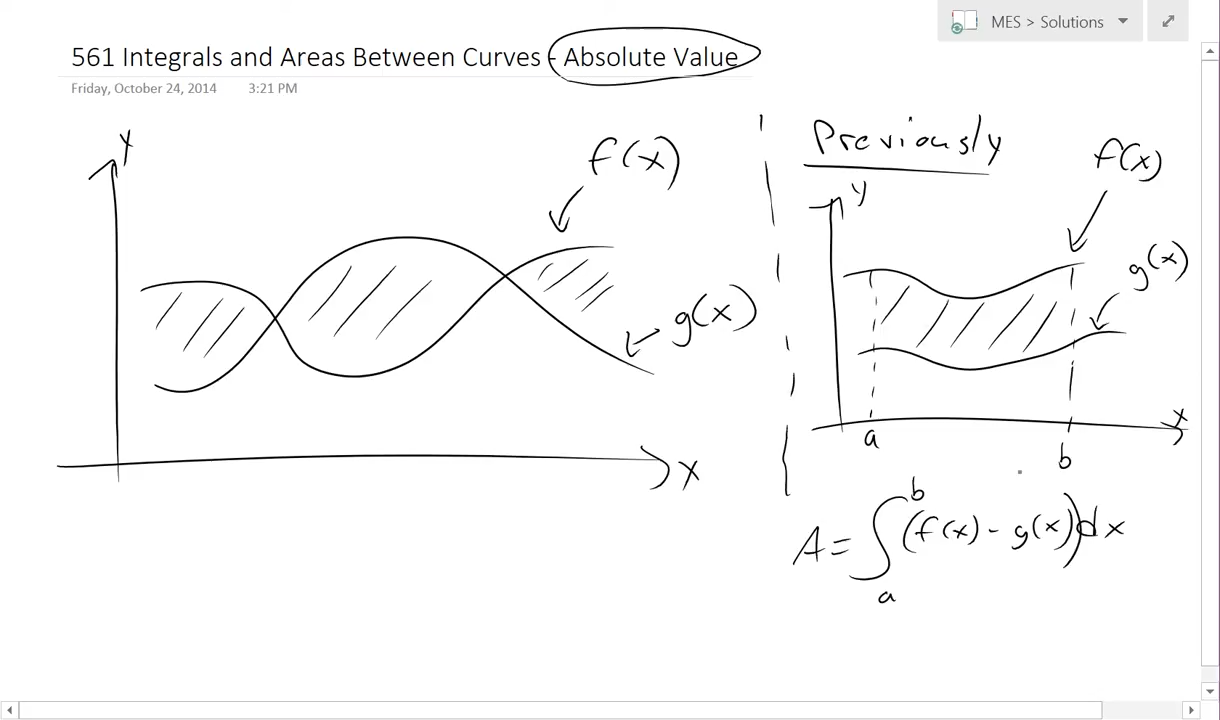 MES > Solutions
561 Integrals and Areas Between Curves - Absolute Value
Friday, October 24, 2014 3:21 PM
y
f(x)
g(x)
x
Previously
y
f(x)
g(x)
x
a
b
A = ∫_a^b (f(x) - g(x)) dx